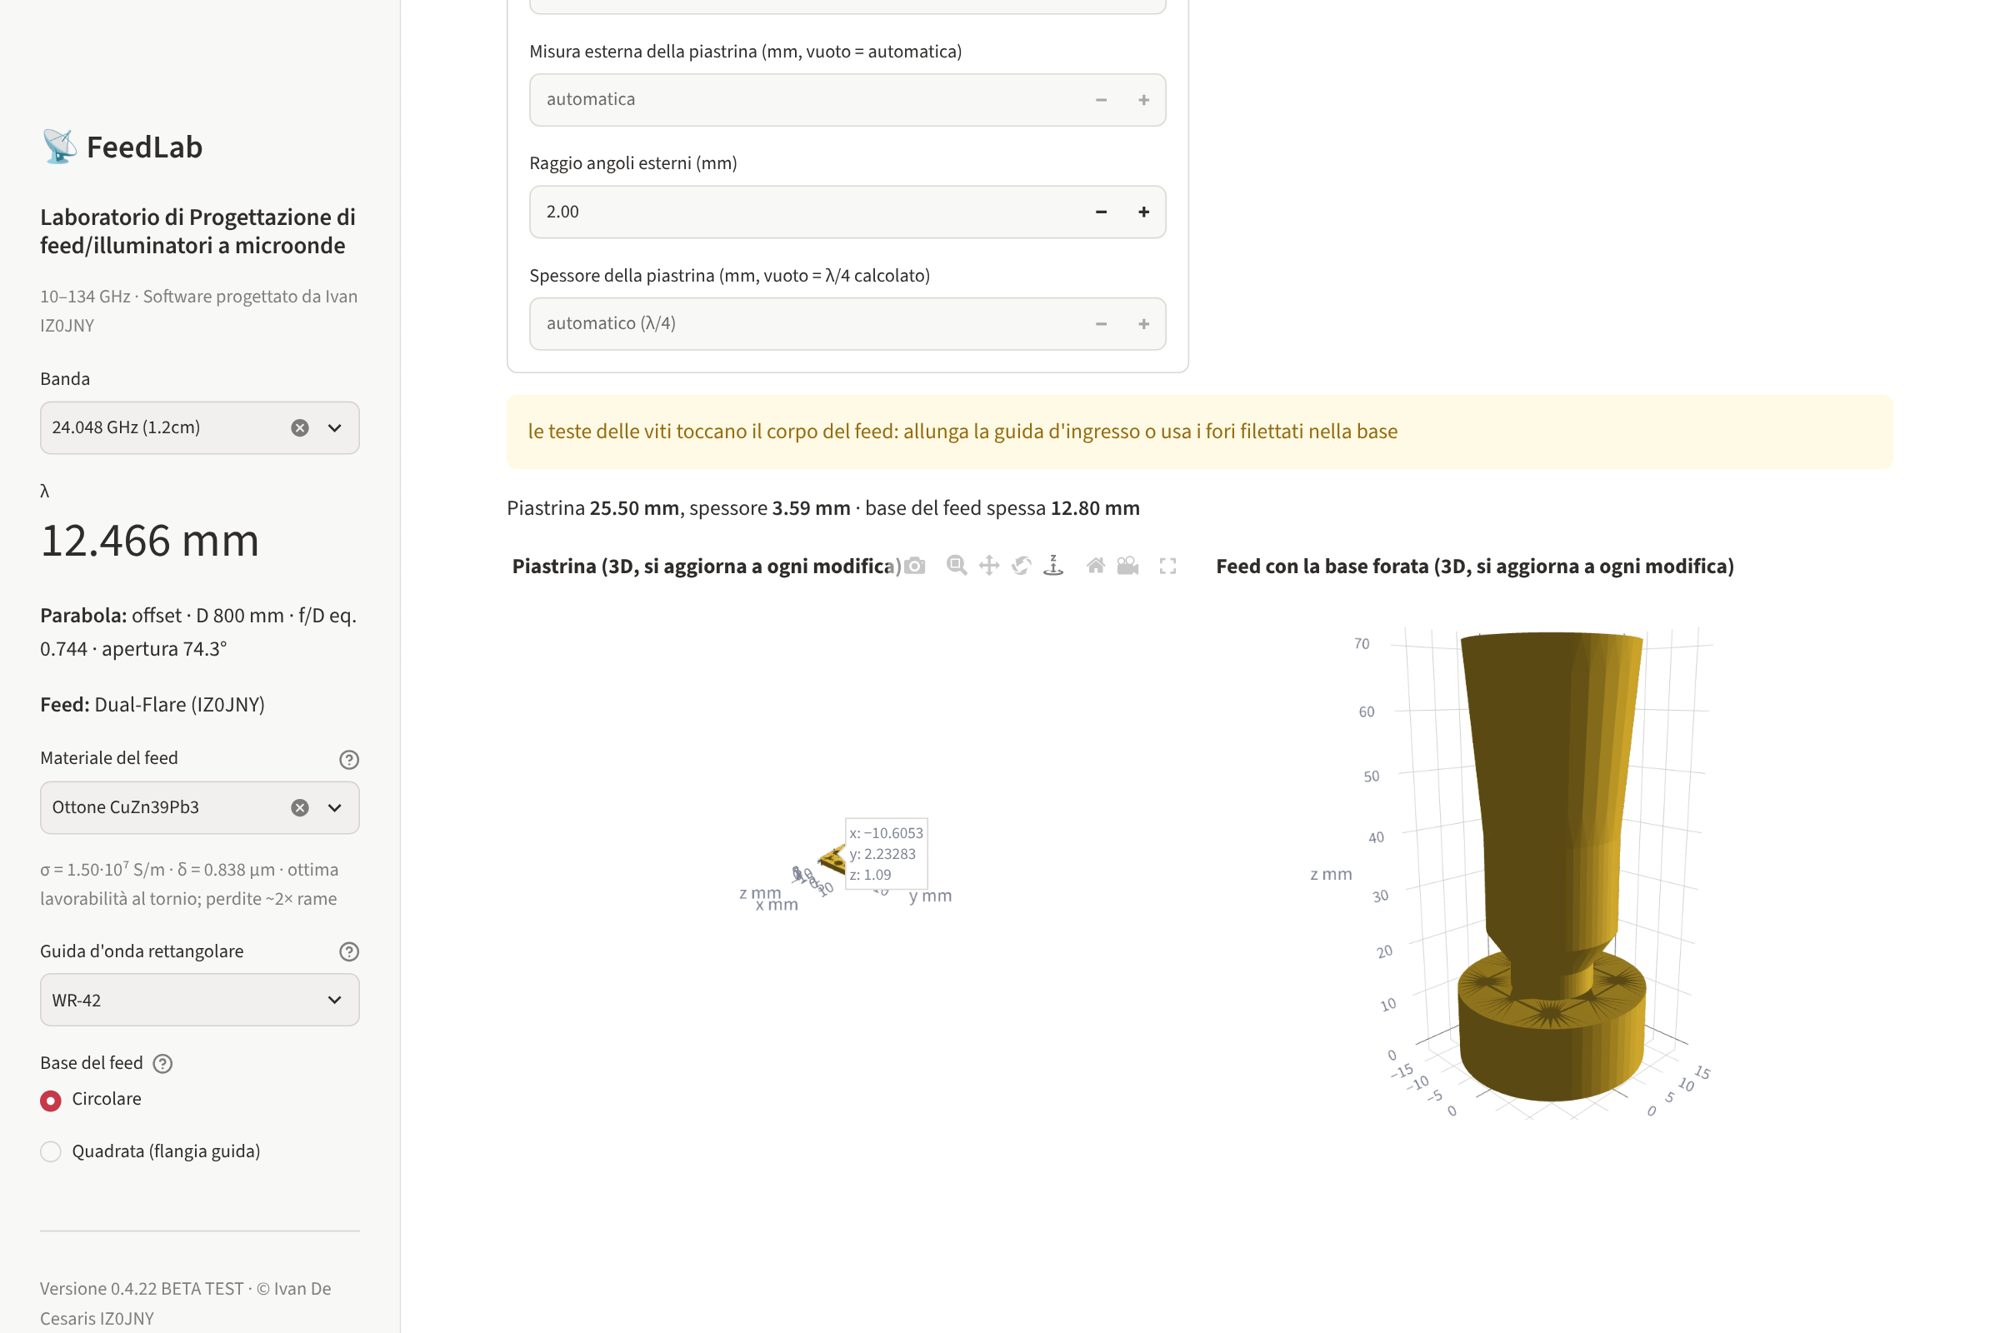 FeedLab
Laboratorio di Progettazione di
feed/illuminatori a microonde
10–134 GHz · Software progettato da Ivan
IZ0JNY
Banda
24.048 GHz (1.2cm)
λ
12.466 mm
Parabola: offset · D 800 mm · f/D eq.
0.744 · apertura 74.3°
Feed: Dual-Flare (IZ0JNY)
Materiale del feed
Ottone CuZn39Pb3
σ = 1.50·10⁷ S/m · δ = 0.838 µm · ottima
lavorabilità al tornio; perdite ~2× rame
Guida d'onda rettangolare
WR-42
Base del feed
Circolare
Quadrata (flangia guida)
Versione 0.4.22 BETA TEST · © Ivan De
Cesaris IZ0JNY
Misura esterna della piastrina (mm, vuoto = automatica)
automatica
Raggio angoli esterni (mm)
2.00
Spessore della piastrina (mm, vuoto = λ/4 calcolato)
automatico (λ/4)
le teste delle viti toccano il corpo del feed: allunga la guida d'ingresso o usa i fori filettati nella base
Piastrina 25.50 mm, spessore 3.59 mm · base del feed spessa 12.80 mm
Piastrina (3D, si aggiorna a ogni modifica)
x: −10.6053
y: 2.23283
z: 1.09
z mm
x mm
y mm
10
Feed con la base forata (3D, si aggiorna a ogni modifica)
70
60
50
40
z mm
30
20
10
0
−15
−10
−5
0
15
10
5
0